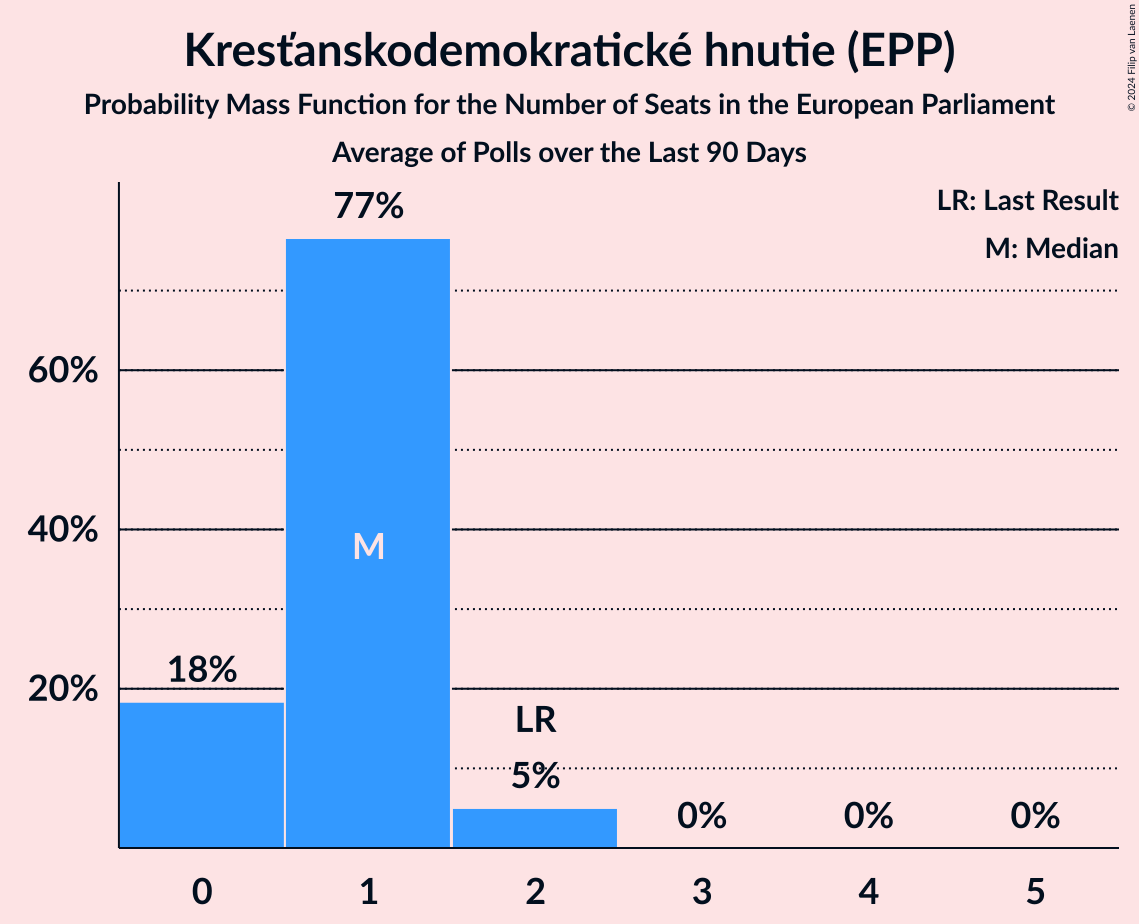 Kresťanskodemokratické hnutie (EPP)
Probability Mass Function for the Number of Seats in the European Parliament
Average of Polls over the Last 90 Days
© 2024 Filip van Laenen
LR: Last Result
M: Median
77%
60%
40%
20%
M
18%
LR
5%
0%
0%
0%
0
1
2
3
4
5